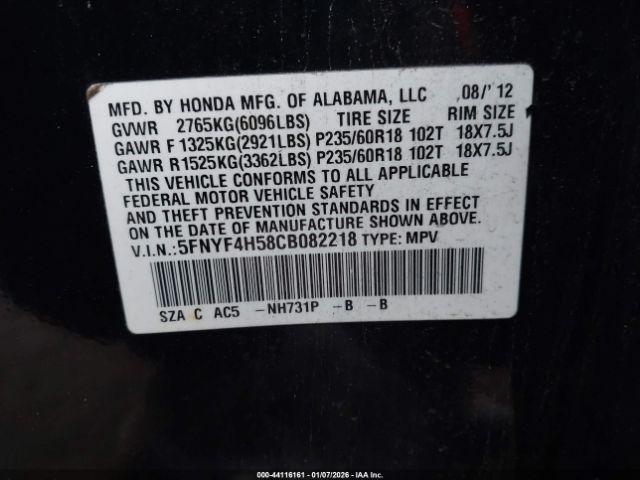 MFD. BY HONDA MFG. OF ALABAMA, LLC 08/'12
GVWR 2765KG(6096LBS) TIRE SIZE RIM SIZE
GAWR F 1325KG(2921LBS) P235/60R18 102T 18X7.5J
GAWR R1525KG(3362LBS) P235/60R18 102T 18X7.5J
THIS VEHICLE CONFORMS TO ALL APPLICABLE
FEDERAL MOTOR VEHICLE SAFETY
AND THEFT PREVENTION STANDARDS IN EFFECT
ON THE DATE OF MANUFACTURE SHOWN ABOVE.
V.I.N.:5FNYF4H58CB082218 TYPE: MPV
SZA C AC5 -NH731P -B -B
000-44116161 - 01/07/2026 - IAA Inc.